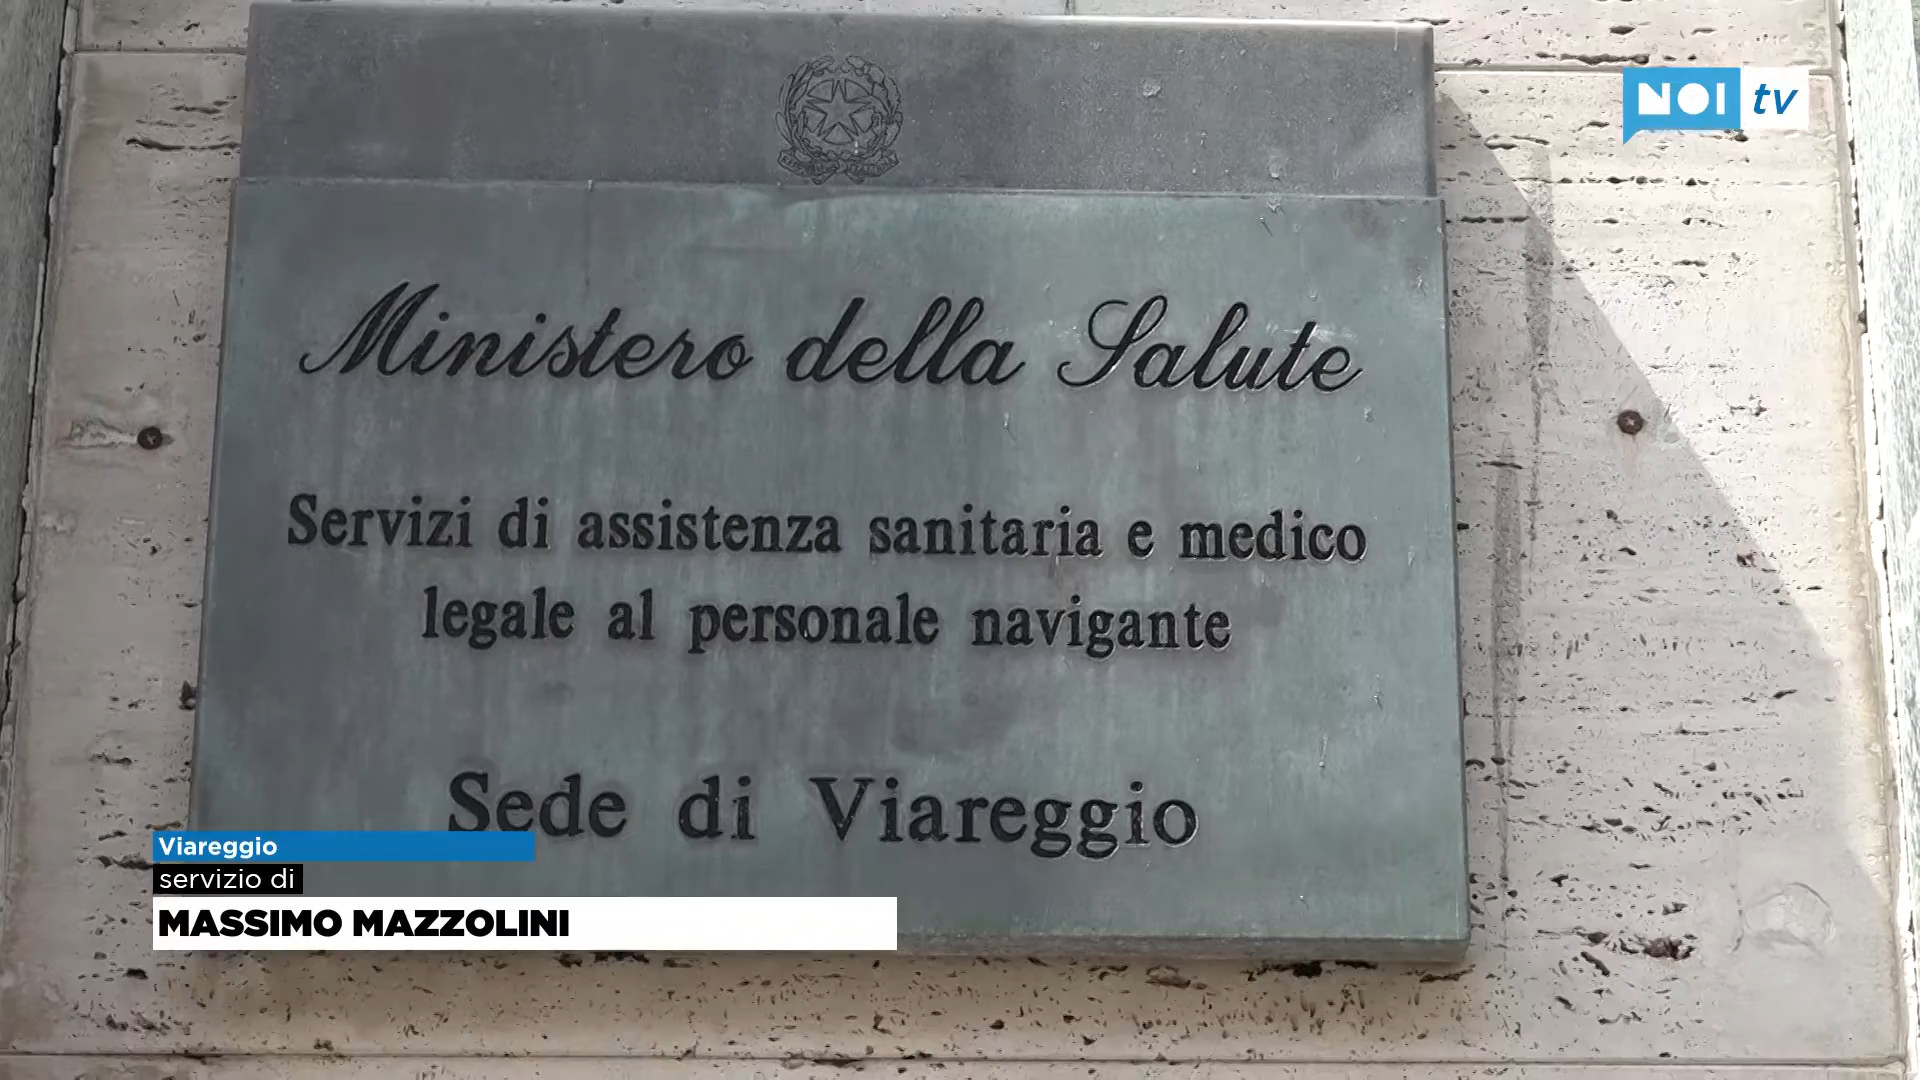 NOI tv
Ministero della Salute
Servizi di assistenza sanitaria e medico
legale al personale navigante
Sede di Viareggio
Viareggio
servizio di
MASSIMO MAZZOLINI